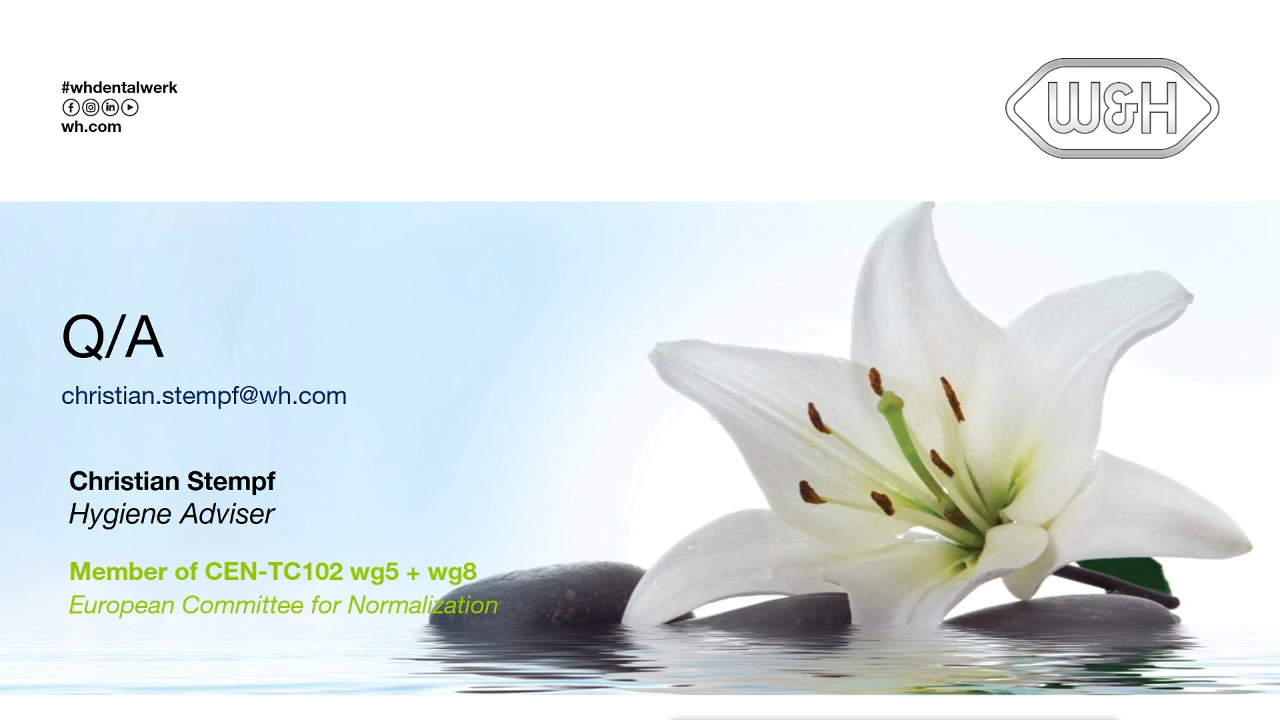 #whdentalwerk
wh.com
W&H
Q/A
christian.stempf@wh.com
Christian Stempf
Hygiene Adviser
Member of CEN-TC102 wg5 + wg8
European Committee for Normalization